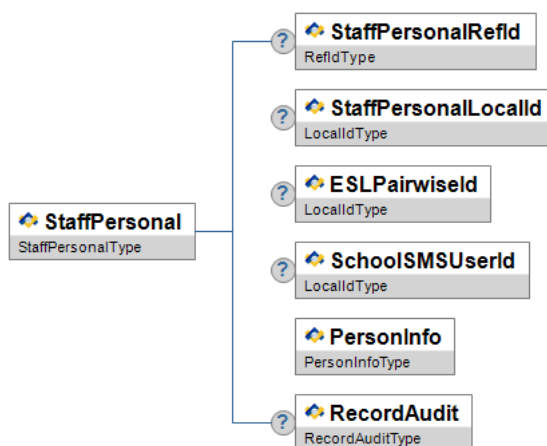 StaffPersonalRefId
RefIdType
StaffPersonalLocalId
LocalIdType
ESLPairwiseId
LocalIdType
StaffPersonal
StaffPersonalType
SchoolSMSUserId
LocalIdType
PersonInfo
PersonInfoType
RecordAudit
RecordAuditType
?
?
?
?
?